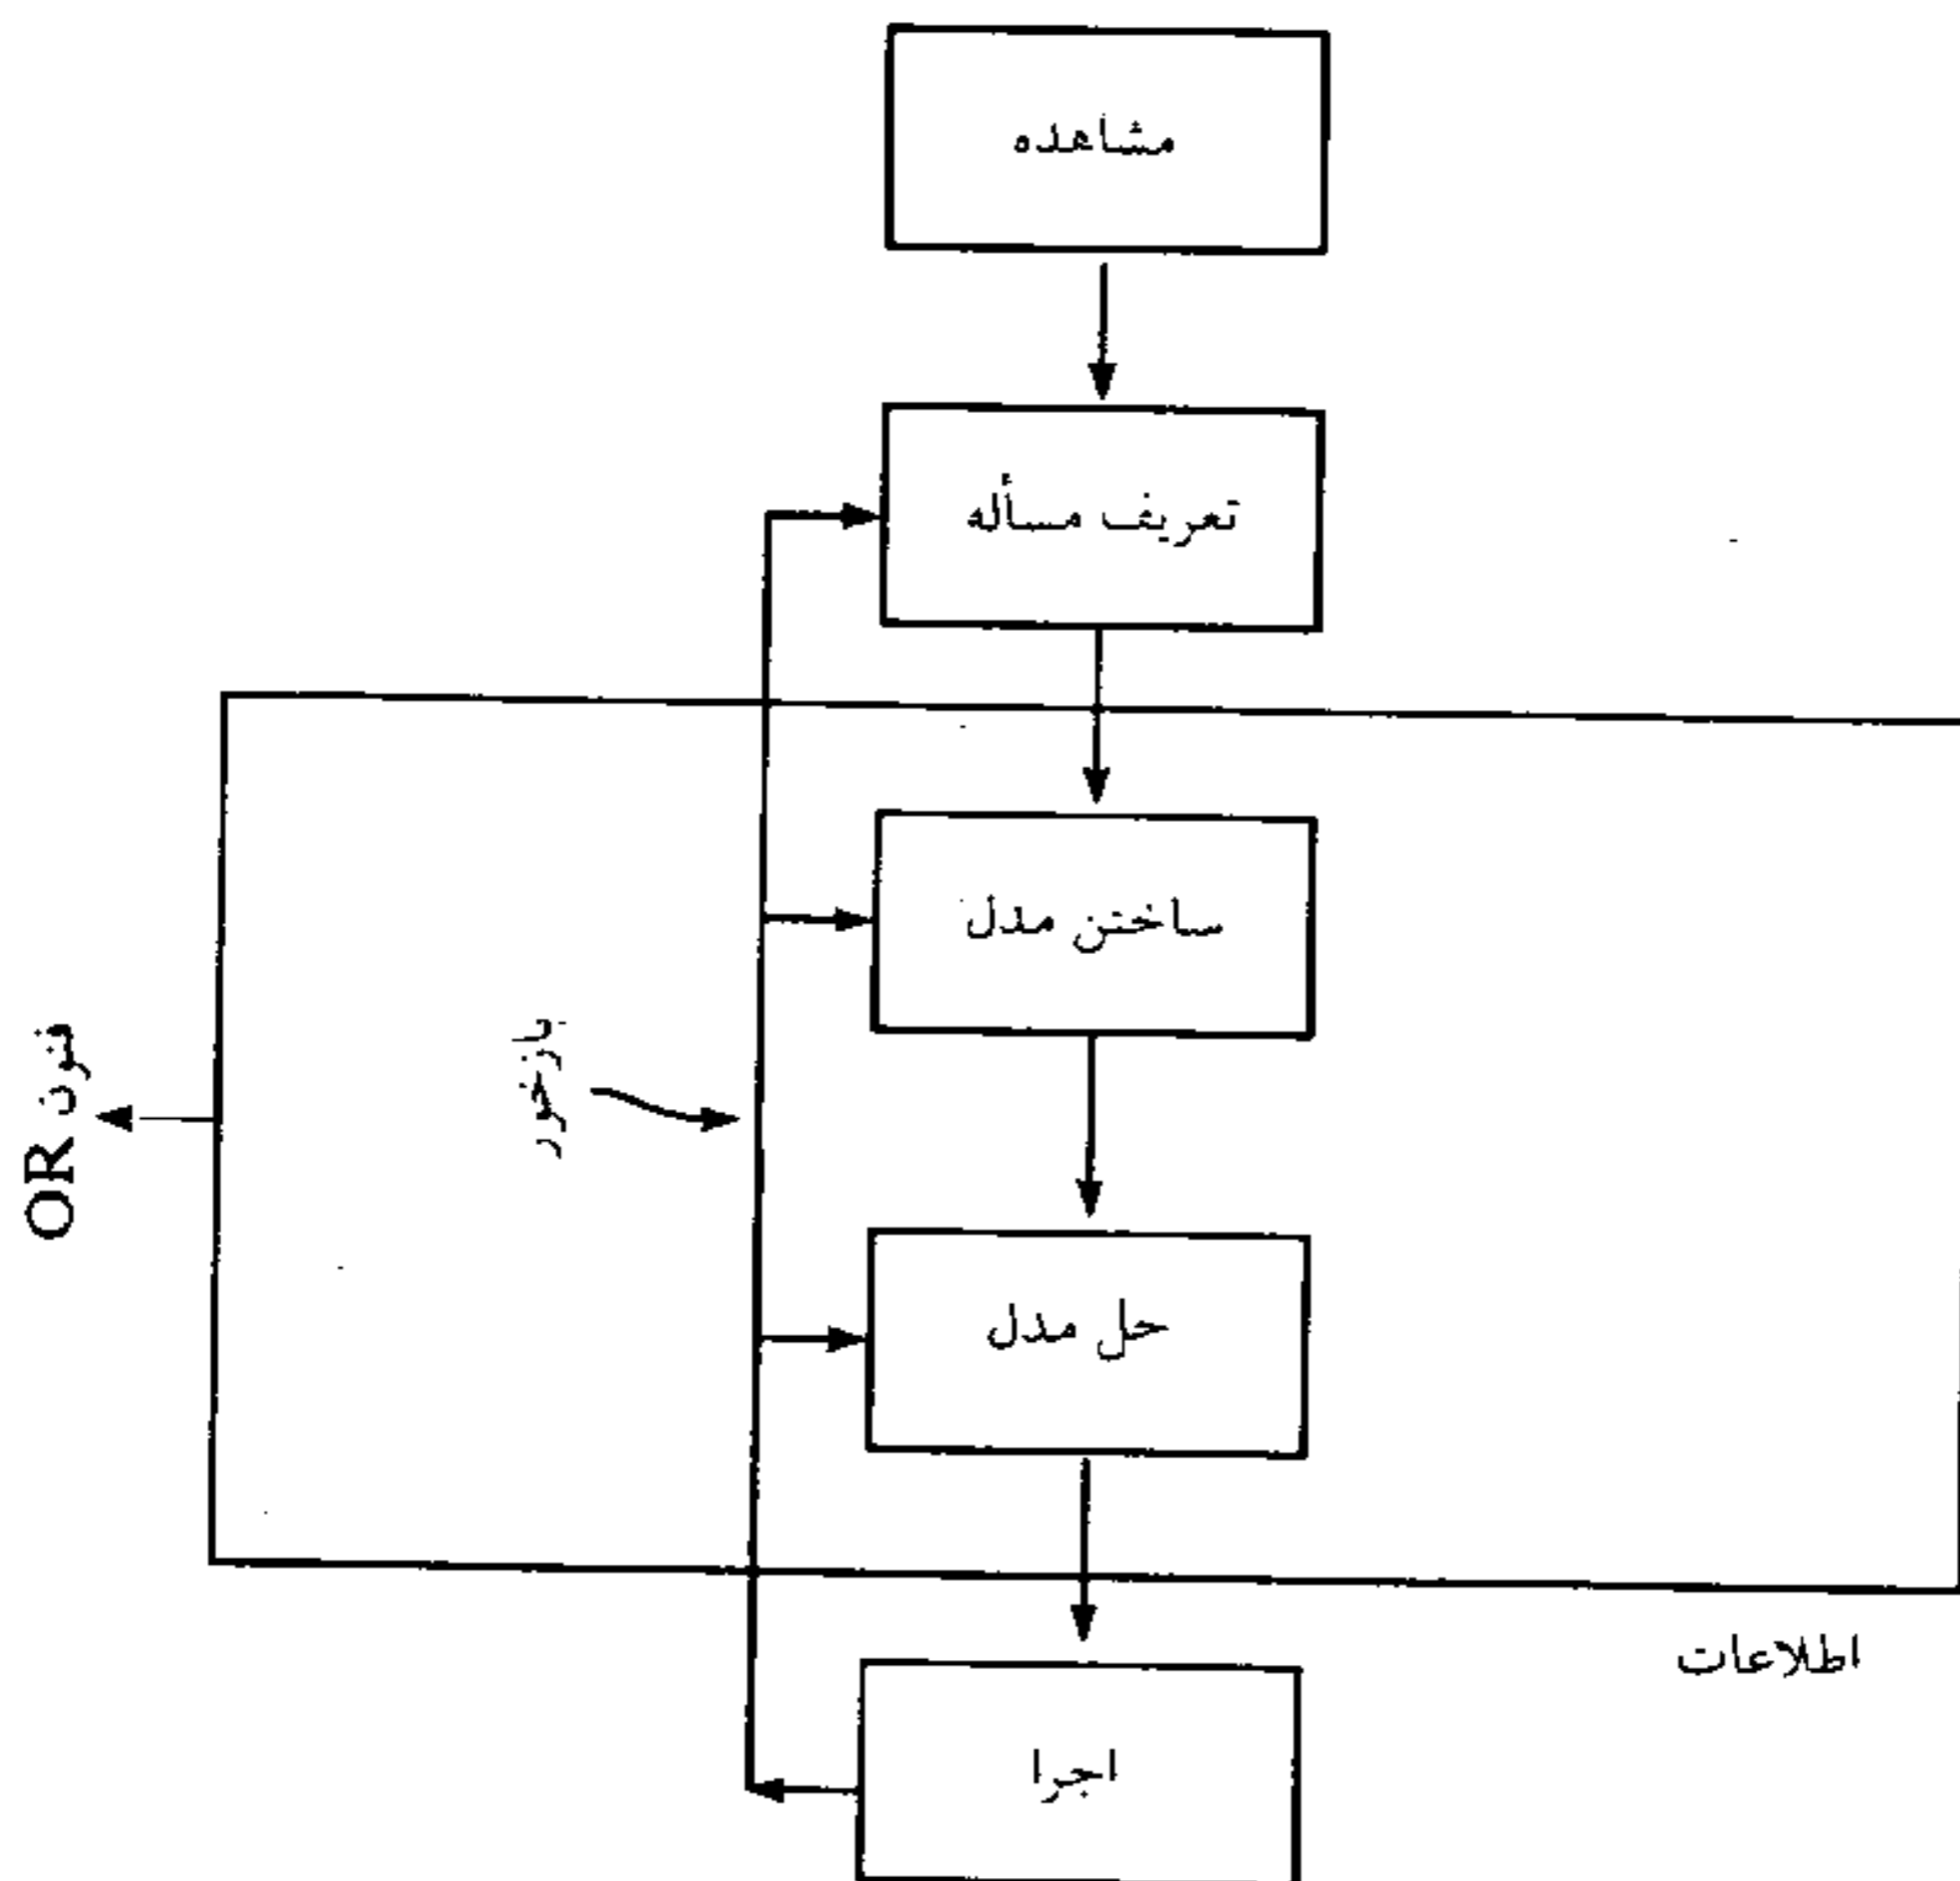 مشاهده
تعریف مسأله
ساختن مدل
فنون OR
بازخور
حل مدل
اطلاعات
اجرا